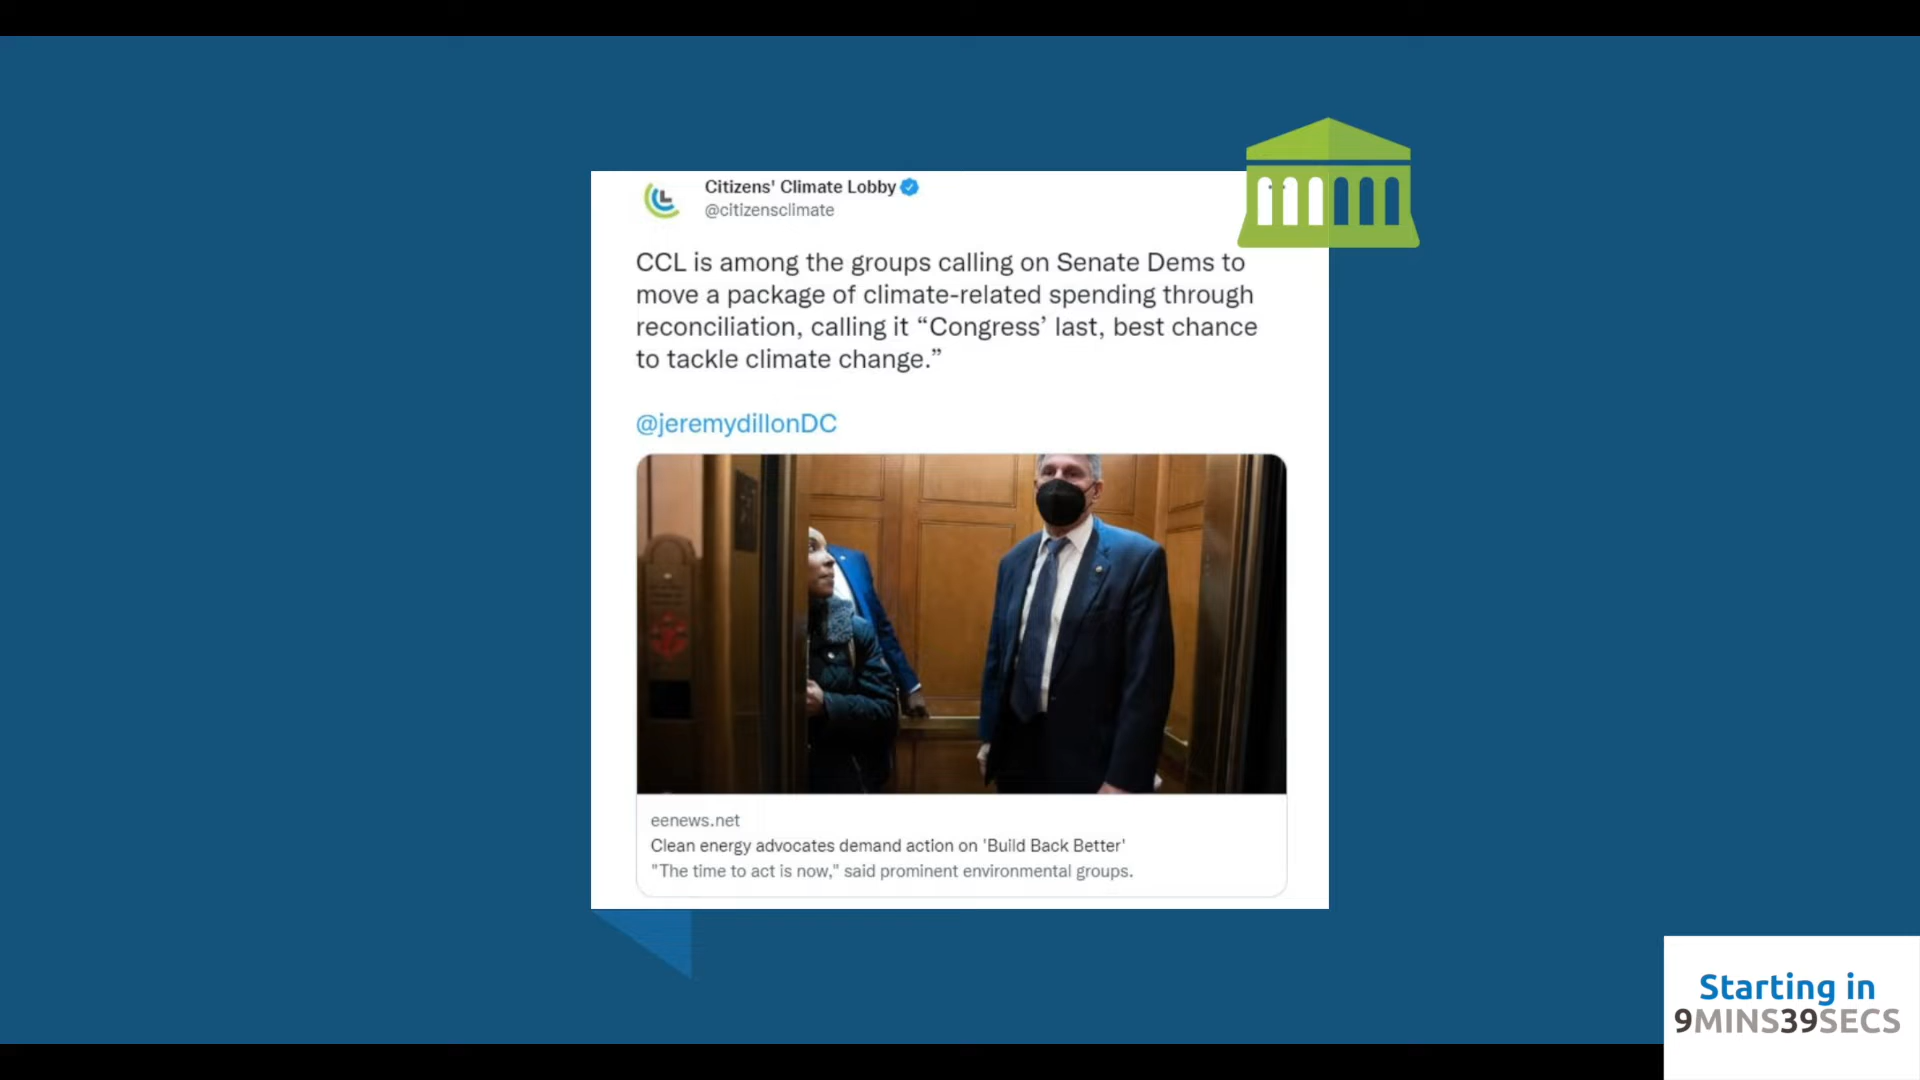 Citizens' Climate Lobby
@citizensclimate
CCL is among the groups calling on Senate Dems to
move a package of climate-related spending through
reconciliation, calling it “Congress’ last, best chance
to tackle climate change.”
@jeremydillonDC
eenews.net
Clean energy advocates demand action on 'Build Back Better'
"The time to act is now," said prominent environmental groups.
Starting in
9MINS39SECS